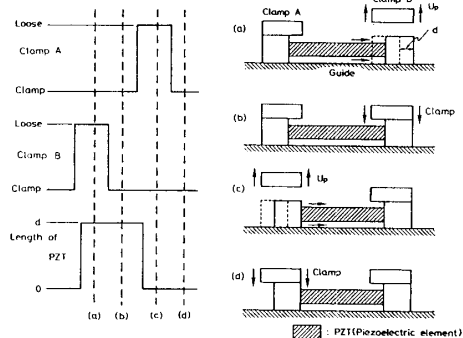 Loose
Clamp A
Clamp
Loose
Clamp B
Clamp
d
Length of
PZT
0
(a) (b) (c) (d)
Clamp A
Up
(a)
d
Guide
(b)
Clamp
(c)
Up
Up
(d)
Clamp
: PZT(Piezoelectric element)